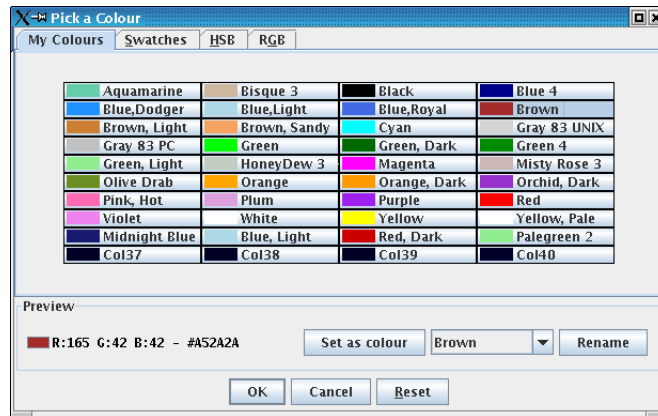 Pick a Colour
My Colours Swatches HSB RGB
Aquamarine Bisque 3 Black Blue 4
Blue,Dodger Blue,Light Blue,Royal Brown
Brown, Light Brown, Sandy Cyan Gray 83 UNIX
Gray 83 PC Green Green, Dark Green 4
Green, Light HoneyDew 3 Magenta Misty Rose 3
Olive Drab Orange Orange, Dark Orchid, Dark
Pink, Hot Plum Purple Red
Violet White Yellow Yellow, Pale
Midnight Blue Blue, Light Red, Dark Palegreen 2
Col37 Col38 Col39 Col40
Preview
R:165 G:42 B:42 - #A52A2A Set as colour Brown Rename
OK Cancel Reset